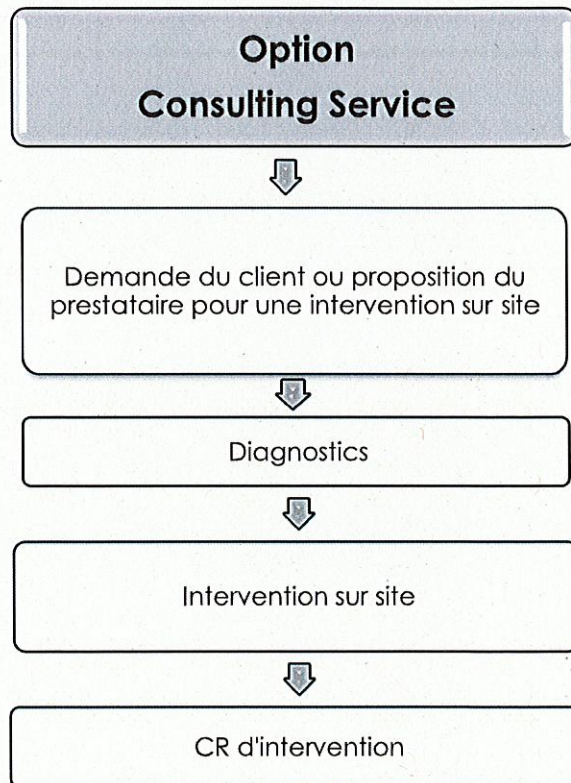 Option
Consulting Service
Demande du client ou proposition du
prestataire pour une intervention sur site
Diagnostics
Intervention sur site
CR d'intervention